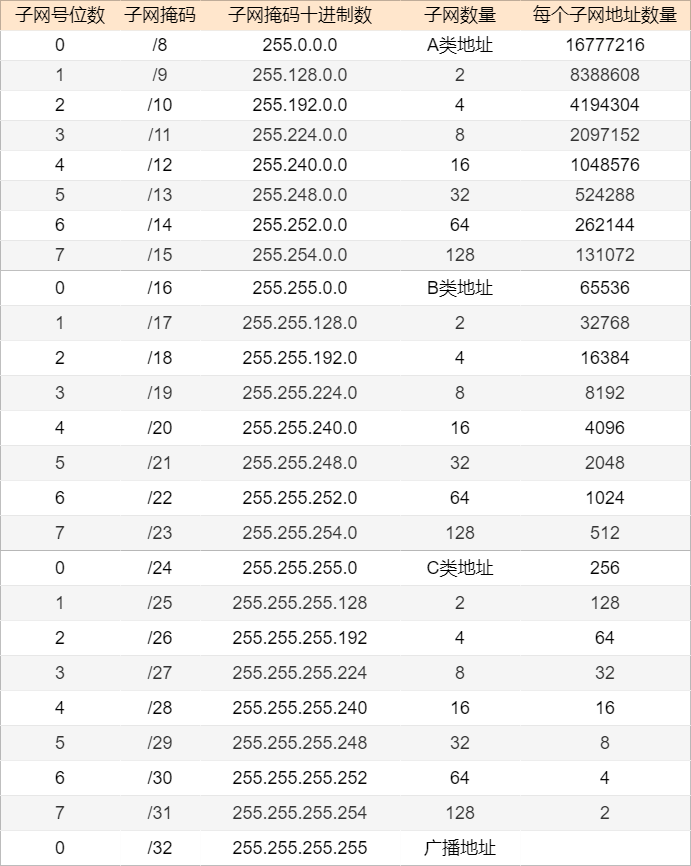 子网号位数 子网掩码 子网掩码十进制数 子网数量 每个子网地址数量
0 /8 255.0.0.0 A类地址 16777216
1 /9 255.128.0.0 2 8388608
2 /10 255.192.0.0 4 4194304
3 /11 255.224.0.0 8 2097152
4 /12 255.240.0.0 16 1048576
5 /13 255.248.0.0 32 524288
6 /14 255.252.0.0 64 262144
7 /15 255.254.0.0 128 131072
0 /16 255.255.0.0 B类地址 65536
1 /17 255.255.128.0 2 32768
2 /18 255.255.192.0 4 16384
3 /19 255.255.224.0 8 8192
4 /20 255.255.240.0 16 4096
5 /21 255.255.248.0 32 2048
6 /22 255.255.252.0 64 1024
7 /23 255.255.254.0 128 512
0 /24 255.255.255.0 C类地址 256
1 /25 255.255.255.128 2 128
2 /26 255.255.255.192 4 64
3 /27 255.255.255.224 8 32
4 /28 255.255.255.240 16 16
5 /29 255.255.255.248 32 8
6 /30 255.255.255.252 64 4
7 /31 255.255.255.254 128 2
0 /32 255.255.255.255 广播地址